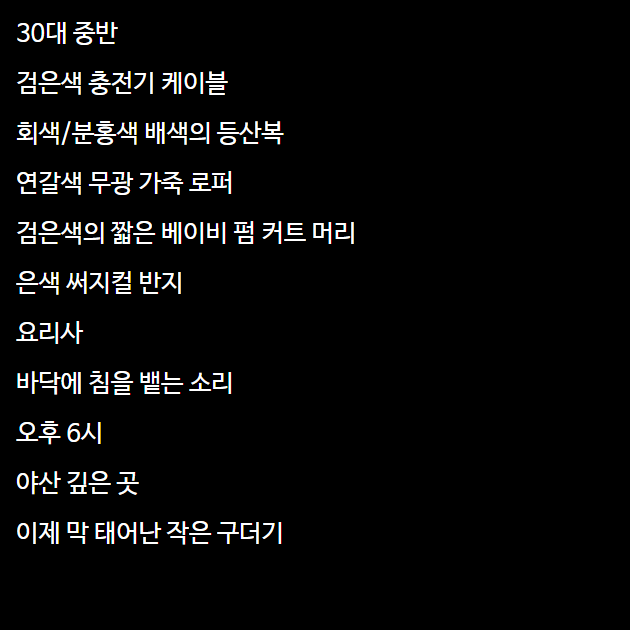 30대 중반
검은색 충전기 케이블
회색/분홍색 배색의 등산복
연갈색 무광 가죽 로퍼
검은색의 짧은 베이비 펌 커트 머리
은색 써지컬 반지
요리사
바닥에 침을 뱉는 소리
오후 6시
야산 깊은 곳
이제 막 태어난 작은 구더기